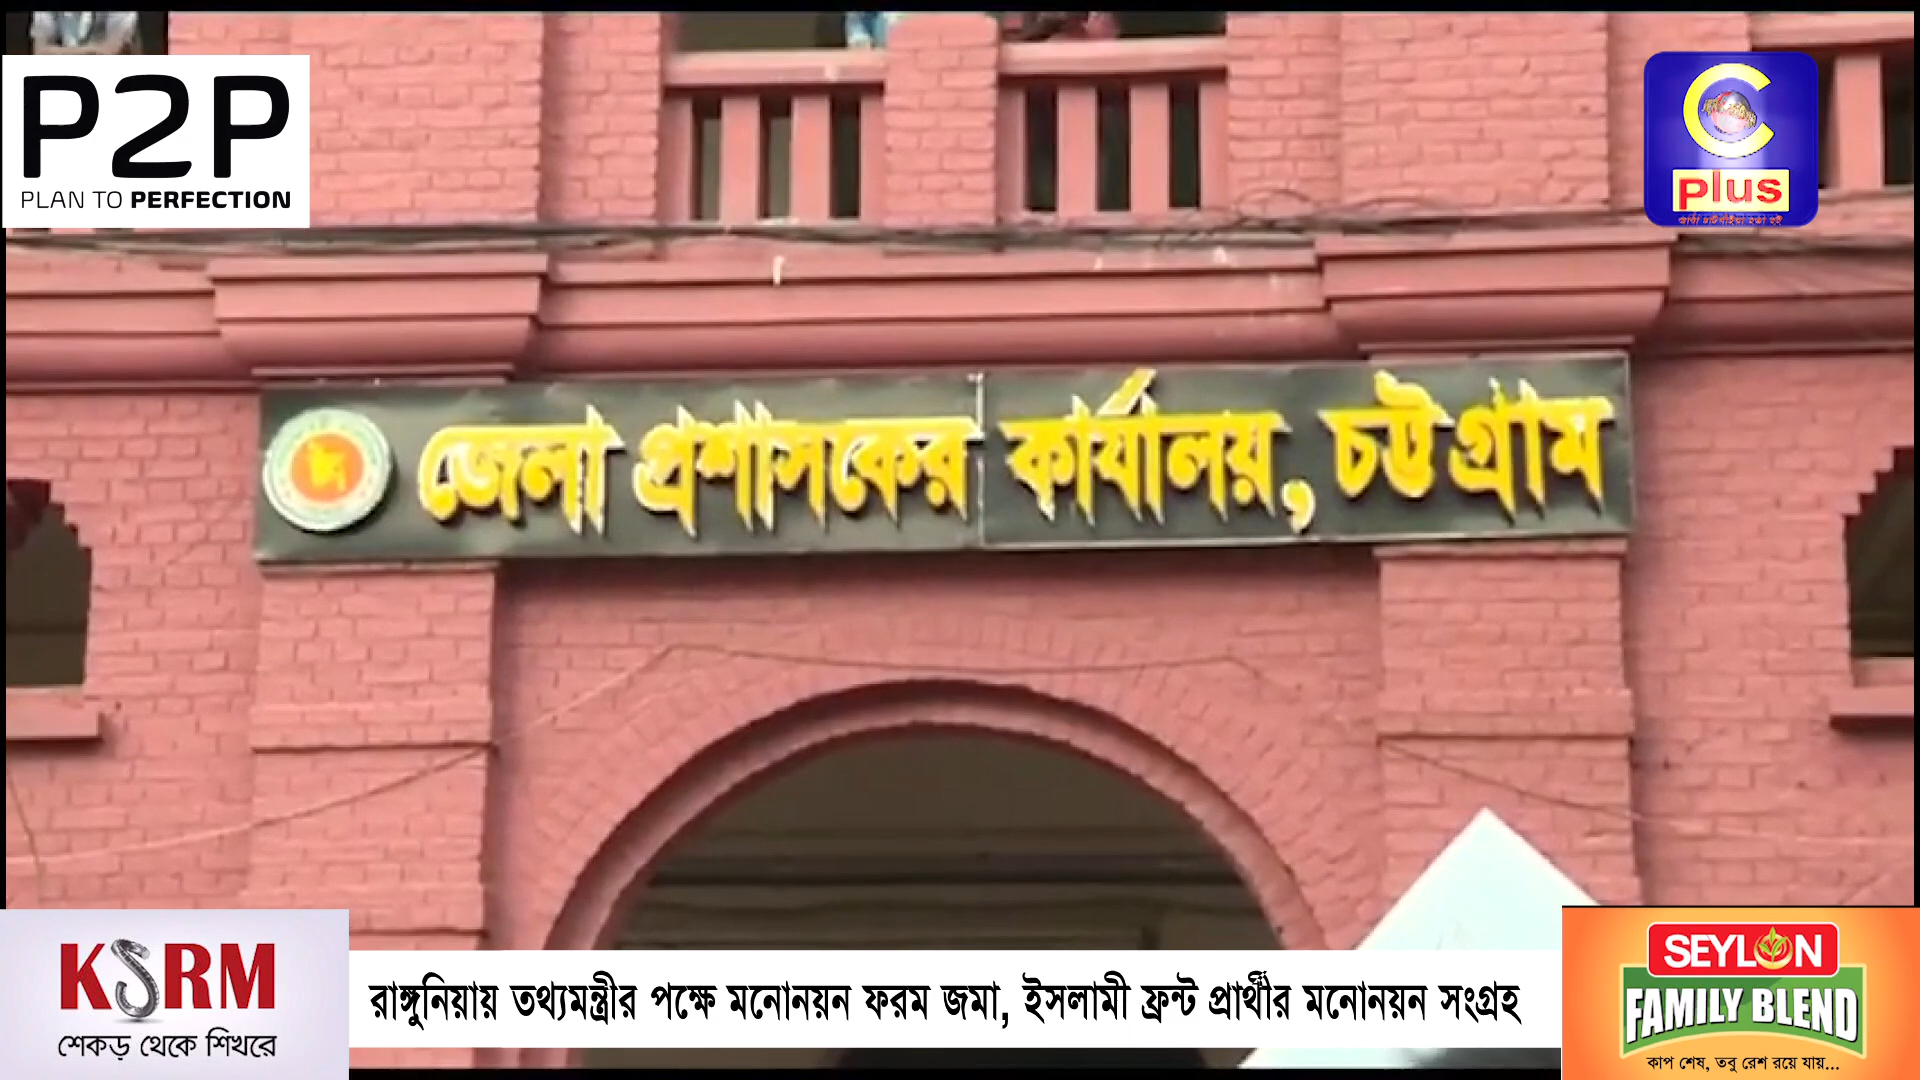 P2P
PLAN TO PERFECTION
C
plus
জেলা প্রশাসকের কার্যালয়, চট্টগ্রাম
KSRM
শেকড় থেকে শিখরে
রাঙ্গুনিয়ায় তথ্যমন্ত্রীর পক্ষে মনোনয়ন ফরম জমা, ইসলামী ফ্রন্ট প্রার্থীর মনোনয়ন সংগ্রহ
SEYLON
FAMILY BLEND
কাপ শেষ, তবু রেশ রয়ে যায়...